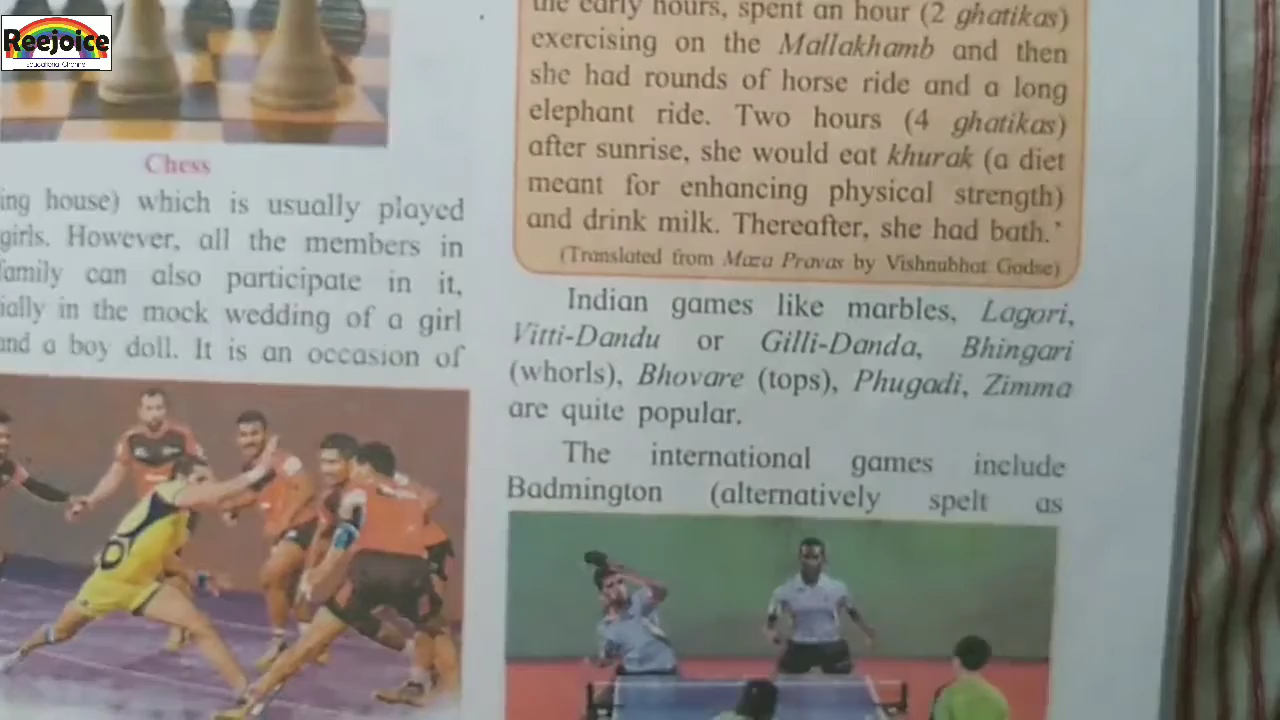 Reejoice
Educational Channel
Chess
ing house) which is usually played
girls. However, all the members in
family can also participate in it,
ially in the mock wedding of a girl
and a boy doll. It is an occasion of
the early hours, spent an hour (2 ghatikas)
exercising on the Mallakhamb and then
she had rounds of horse ride and a long
elephant ride. Two hours (4 ghatikas)
after sunrise, she would eat khurak (a diet
meant for enhancing physical strength)
and drink milk. Thereafter, she had bath.’
(Translated from Maza Pravas by Vishnubhat Godse)
Indian games like marbles, Lagori,
Vitti-Dandu or Gilli-Danda, Bhingari
(whorls), Bhovare (tops), Phugadi, Zimma
are quite popular.
The international games include
Badmington (alternatively spelt as